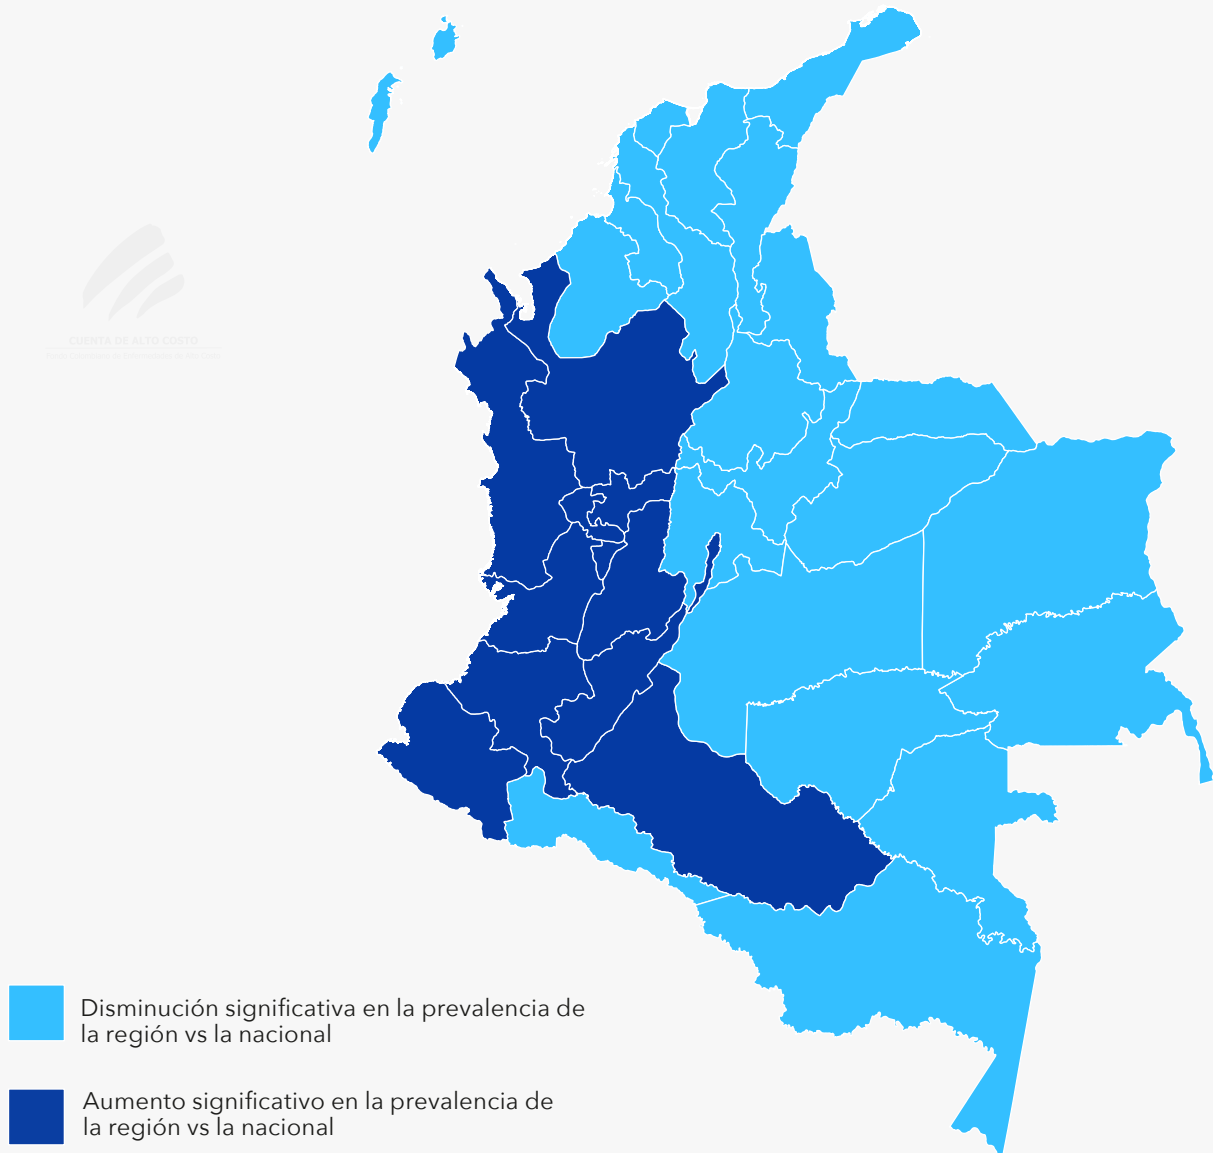 CUENTA DE ALTO COSTO
Disminución significativa en la prevalencia de
la región vs la nacional
Aumento significativo en la prevalencia de
la región vs la nacional